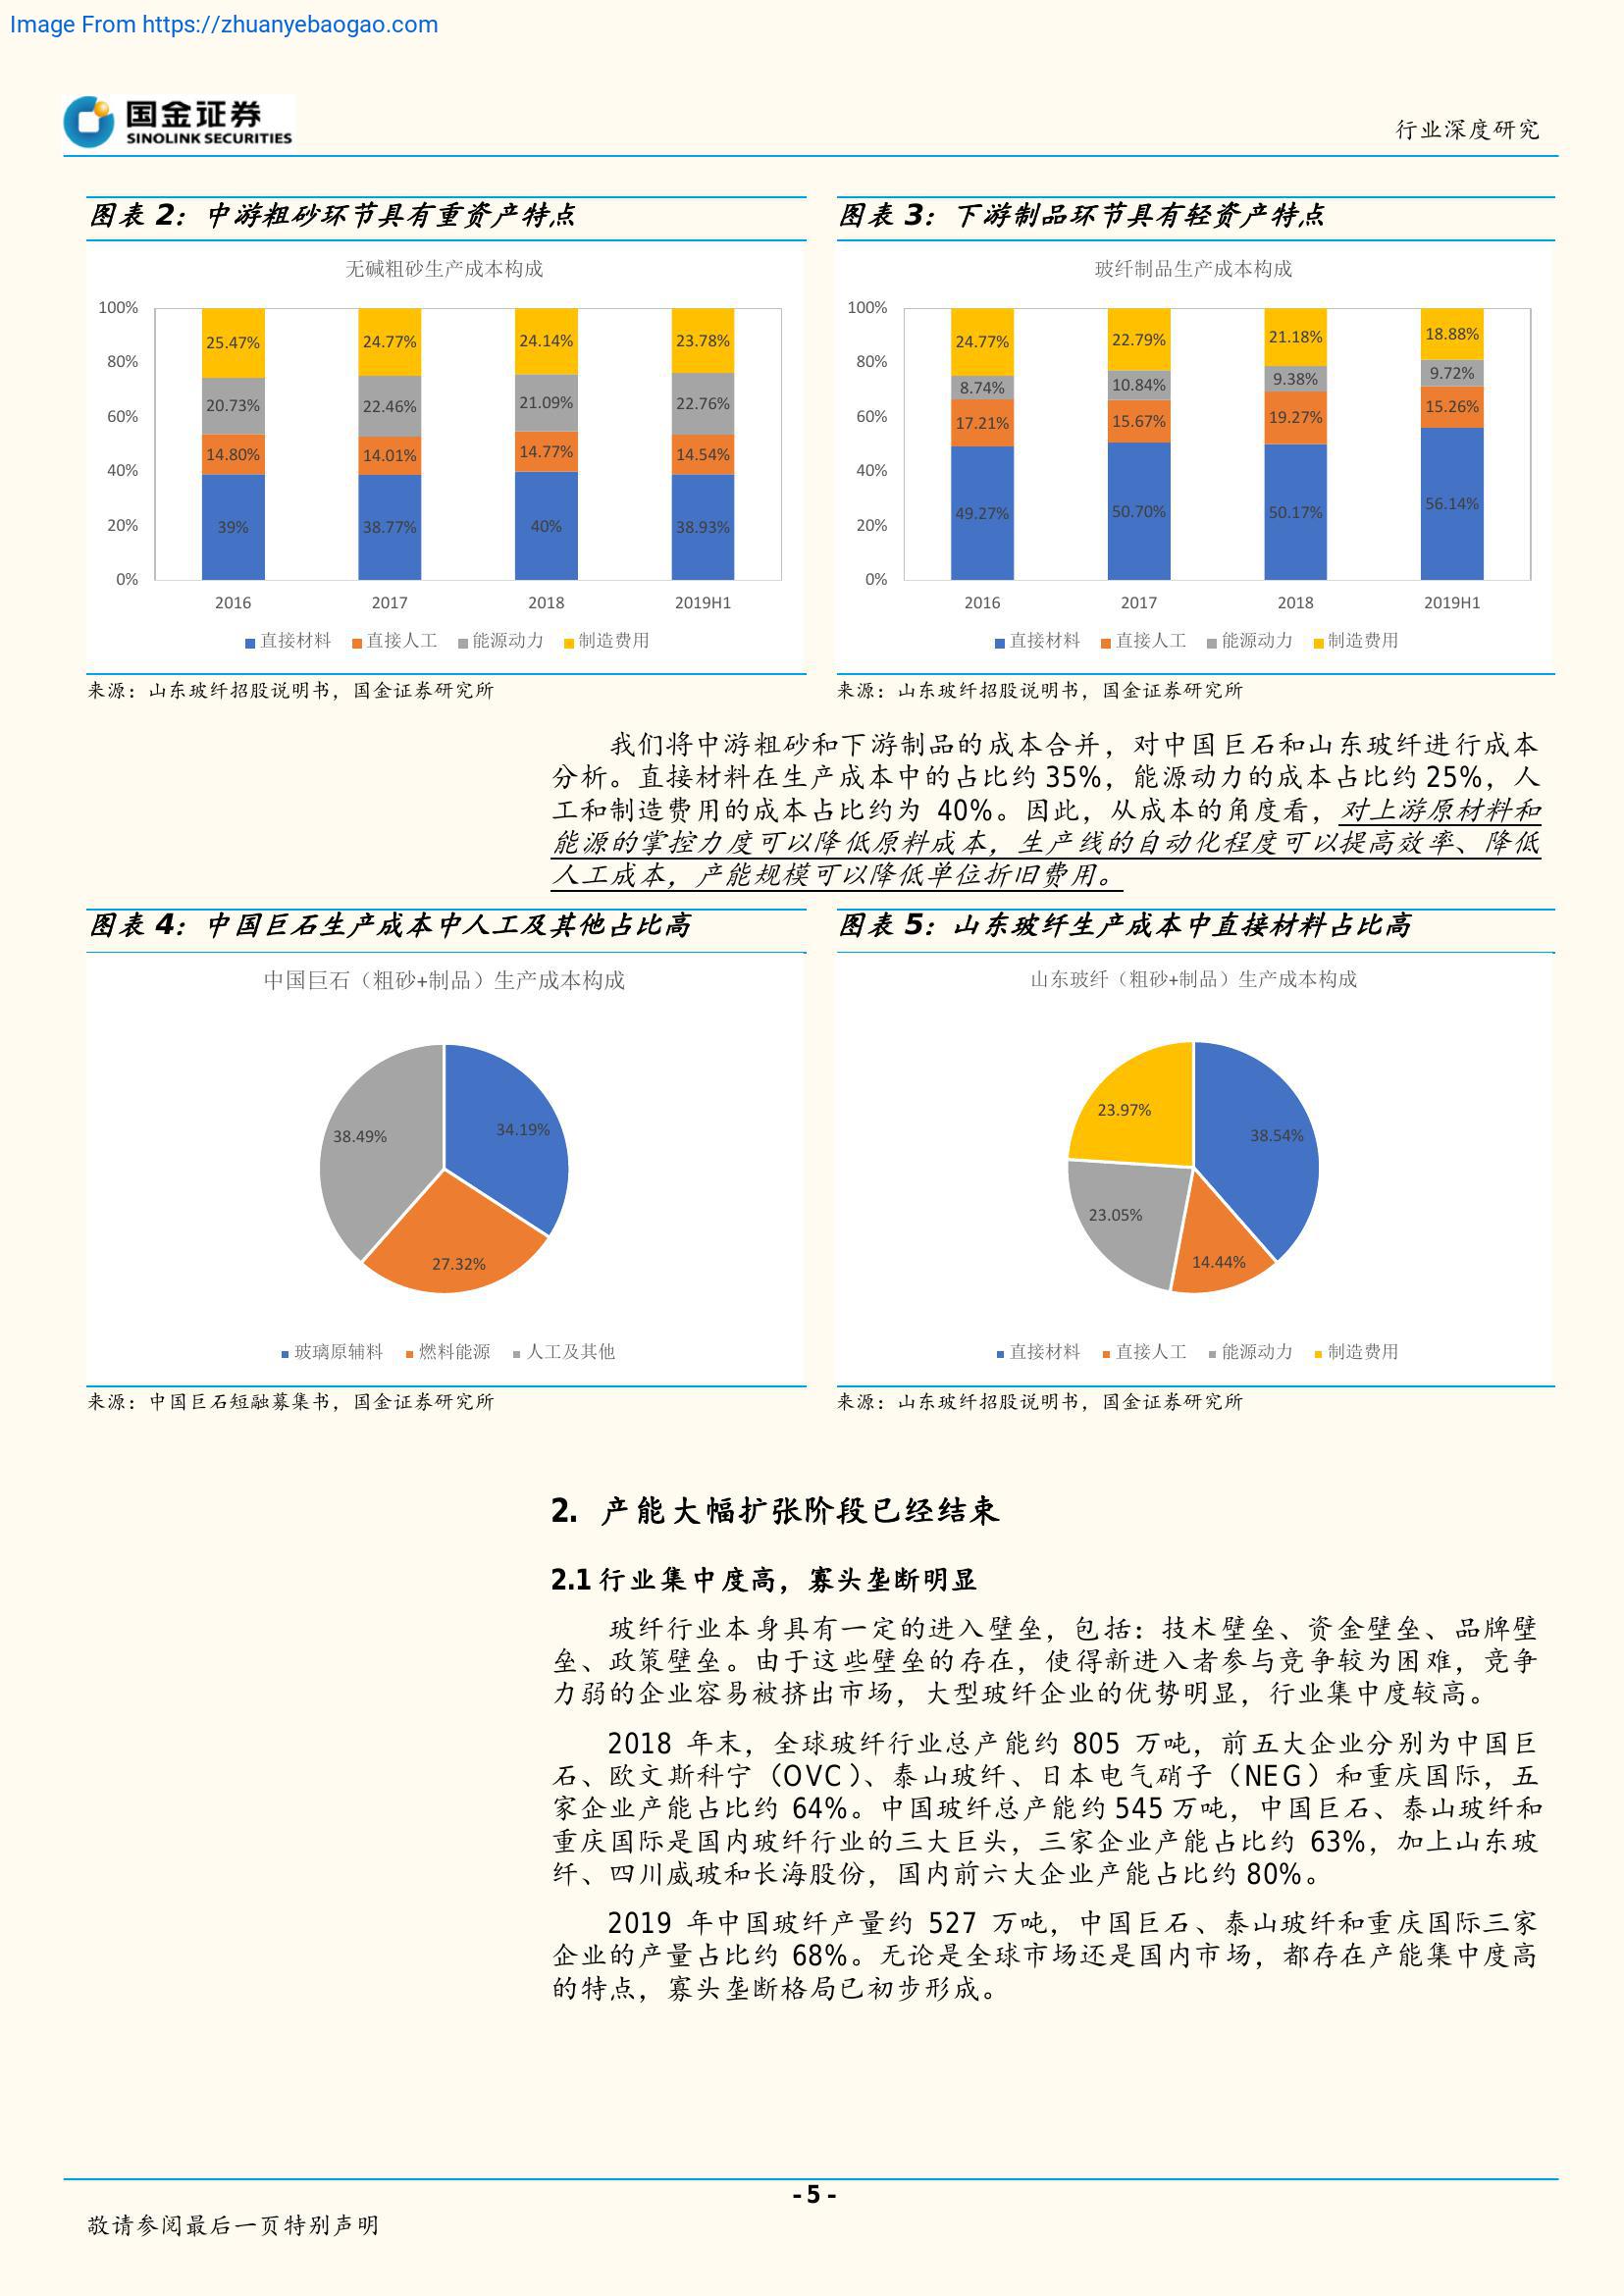 Image From https://zhuanyebaogao.com
国金证券
SINOLINK SECURITIES
行业深度研究
图表 2：中游粗砂环节具有重资产特点
无碱粗砂生产成本构成
100%
80%
60%
40%
20%
0%
25.47%
24.77%
24.14%
23.78%
20.73%
22.46%
21.09%
22.76%
14.80%
14.01%
14.77%
14.54%
39%
38.77%
40%
38.93%
2016
2017
2018
2019H1
直接材料 直接人工 能源动力 制造费用
来源：山东玻纤招股说明书，国金证券研究所
图表 3：下游制品环节具有轻资产特点
玻纤制品生产成本构成
100%
80%
60%
40%
20%
0%
24.77%
22.79%
21.18%
18.88%
8.74%
10.84%
9.38%
9.72%
17.21%
15.67%
19.27%
15.26%
49.27%
50.70%
50.17%
56.14%
2016
2017
2018
2019H1
直接材料 直接人工 能源动力 制造费用
来源：山东玻纤招股说明书，国金证券研究所
我们将中游粗砂和下游制品的成本合并，对中国巨石和山东玻纤进行成本
分析。直接材料在生产成本中的占比约 35%，能源动力的成本占比约 25%，人
工和制造费用的成本占比约为 40%。因此，从成本的角度看，对上游原材料和
能源的掌控力度可以降低原料成本，生产线的自动化程度可以提高效率、降低
人工成本，产能规模可以降低单位折旧费用。
图表 4：中国巨石生产成本中人工及其他占比高
中国巨石（粗砂+制品）生产成本构成
34.19%
27.32%
38.49%
玻璃原辅料 燃料能源 人工及其他
来源：中国巨石短融募集书，国金证券研究所
图表 5：山东玻纤生产成本中直接材料占比高
山东玻纤（粗砂+制品）生产成本构成
38.54%
14.44%
23.05%
23.97%
直接材料 直接人工 能源动力 制造费用
来源：山东玻纤招股说明书，国金证券研究所
2. 产能大幅扩张阶段已经结束
2.1 行业集中度高，寡头垄断明显
玻纤行业本身具有一定的进入壁垒，包括：技术壁垒、资金壁垒、品牌壁
垒、政策壁垒。由于这些壁垒的存在，使得新进入者参与竞争较为困难，竞争
力弱的企业容易被挤出市场，大型玻纤企业的优势明显，行业集中度较高。
2018 年末，全球玻纤行业总产能约 805 万吨，前五大企业分别为中国巨
石、欧文斯科宁（OVC）、泰山玻纤、日本电气硝子（NEG）和重庆国际，五
家企业产能占比约 64%。中国玻纤总产能约 545 万吨，中国巨石、泰山玻纤和
重庆国际是国内玻纤行业的三大巨头，三家企业产能占比约 63%，加上山东玻
纤、四川威玻和长海股份，国内前六大企业产能占比约 80%。
2019 年中国玻纤产量约 527 万吨，中国巨石、泰山玻纤和重庆国际三家
企业的产量占比约 68%。无论是全球市场还是国内市场，都存在产能集中度高
的特点，寡头垄断格局已初步形成。
- 5 -
敬请参阅最后一页特别声明